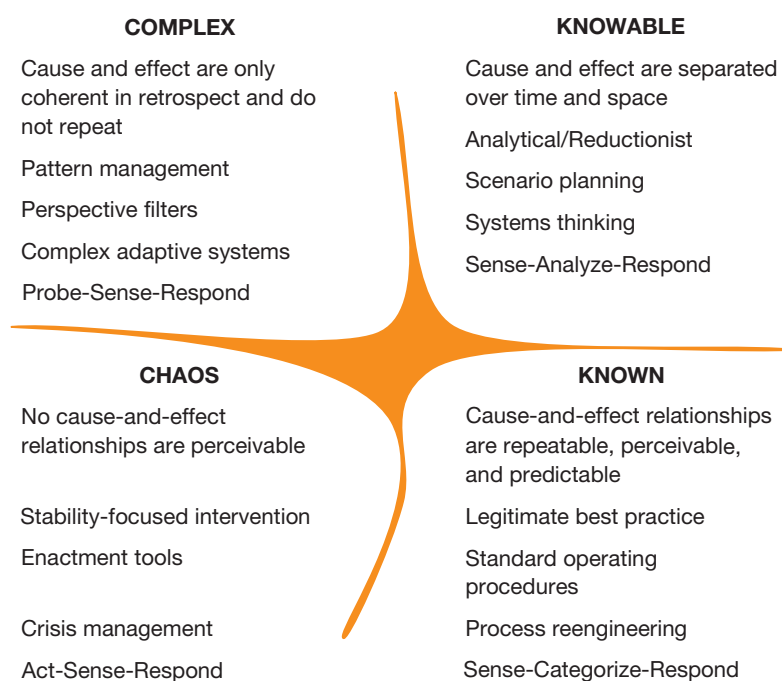 COMPLEX
Cause and effect are only
coherent in retrospect and do
not repeat
Pattern management
Perspective filters
Complex adaptive systems
Probe-Sense-Respond
KNOWABLE
Cause and effect are separated
over time and space
Analytical/Reductionist
Scenario planning
Systems thinking
Sense-Analyze-Respond
CHAOS
No cause-and-effect
relationships are perceivable
Stability-focused intervention
Enactment tools
Crisis management
Act-Sense-Respond
KNOWN
Cause-and-effect relationships
are repeatable, perceivable,
and predictable
Legitimate best practice
Standard operating
procedures
Process reengineering
Sense-Categorize-Respond